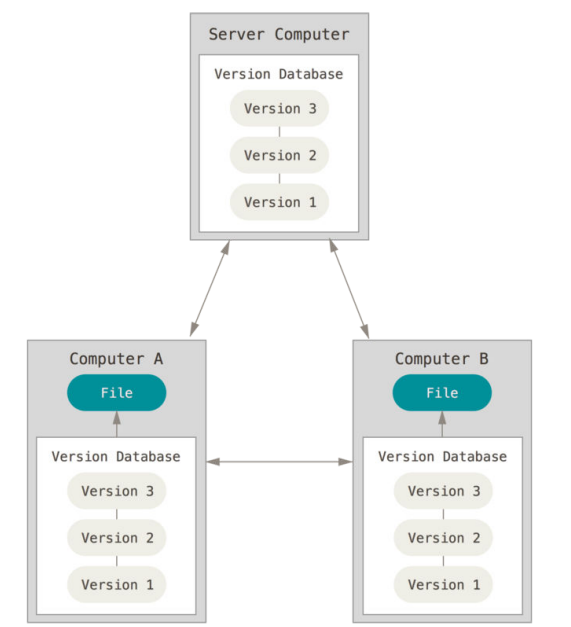 Server Computer
Version Database
Version 3
Version 2
Version 1
Computer A
File
Version Database
Version 3
Version 2
Version 1
Computer B
File
Version Database
Version 3
Version 2
Version 1